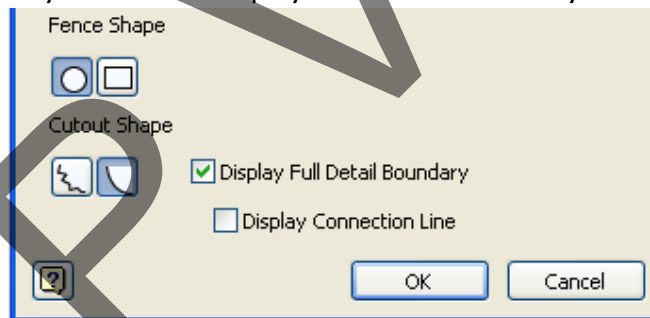 Fence Shape
Cutout Shape
Display Full Detail Boundary
Display Connection Line
OK Cancel